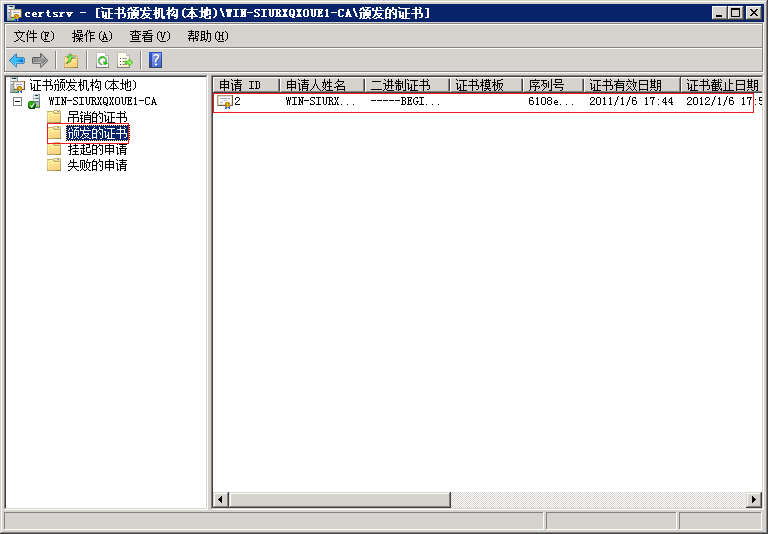 certsrv - [证书颁发机构(本地)\WIN-SIURXQXOUE1-CA\颁发的证书]
文件(F) 操作(A) 查看(V) 帮助(H)
证书颁发机构(本地)
WIN-SIURXQXOUE1-CA
吊销的证书
颁发的证书
挂起的申请
失败的申请
申请 ID 申请人姓名 二进制证书 证书模板 序列号 证书有效日期 证书截止日期
2 WIN-SIURX... -----BEGI... 6108e... 2011/1/6 17:44 2012/1/6 17:5